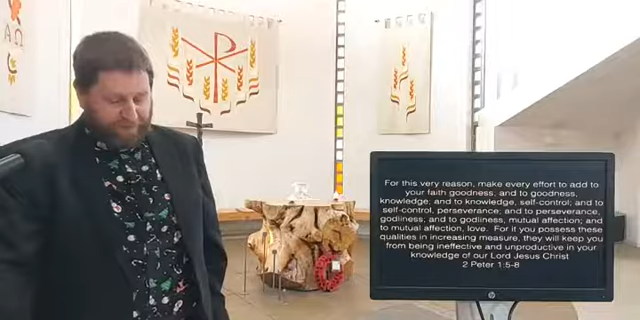 ΑΩ
For this very reason, make every effort to add to
your faith goodness, and to goodness,
knowledge; and to knowledge, self-control; and to
self-control, perseverance; and to perseverance,
godliness; and to godliness, mutual affection; and
to mutual affection, love. For if you possess these
qualities in increasing measure, they will keep you
from being ineffective and unproductive in your
knowledge of our Lord Jesus Christ
2 Peter 1:5-8
hp